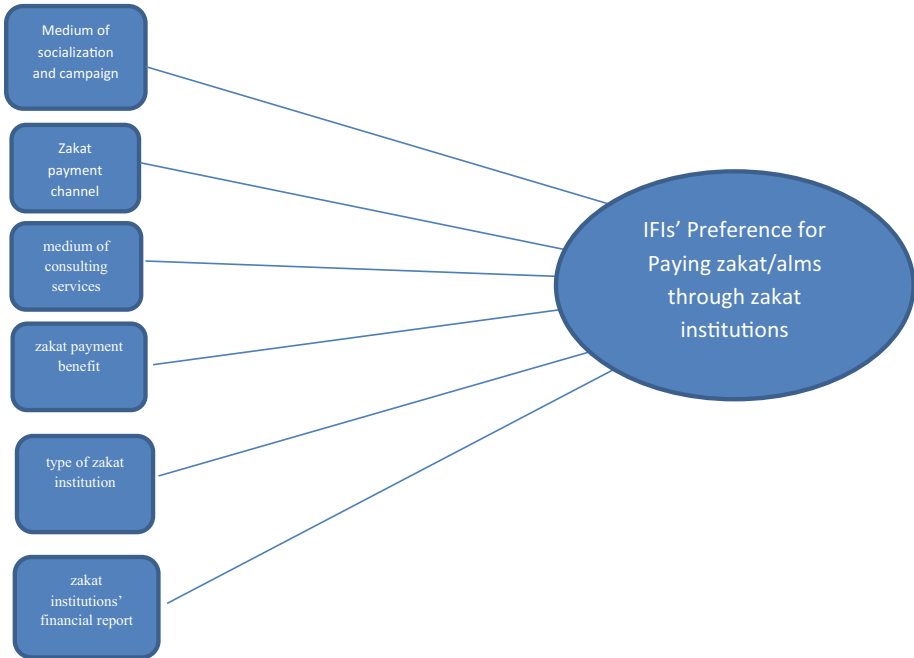 Medium of
socialization
and campaign
Zakat
payment
channel
medium of
consulting
services
zakat payment
benefit
type of zakat
institution
zakat
institutions’
financial report
IFIs’ Preference for
Paying zakat/alms
through zakat
institutions